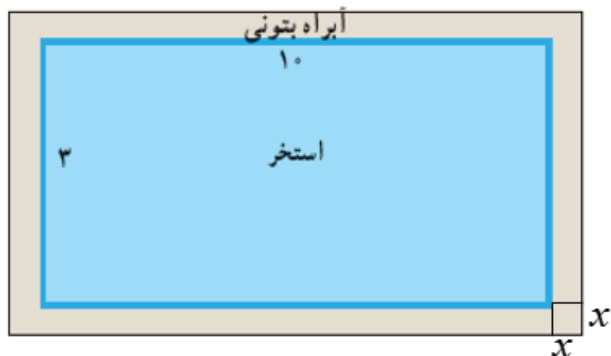 آبراه بتونی
۱۰
۳
استخر
x
x